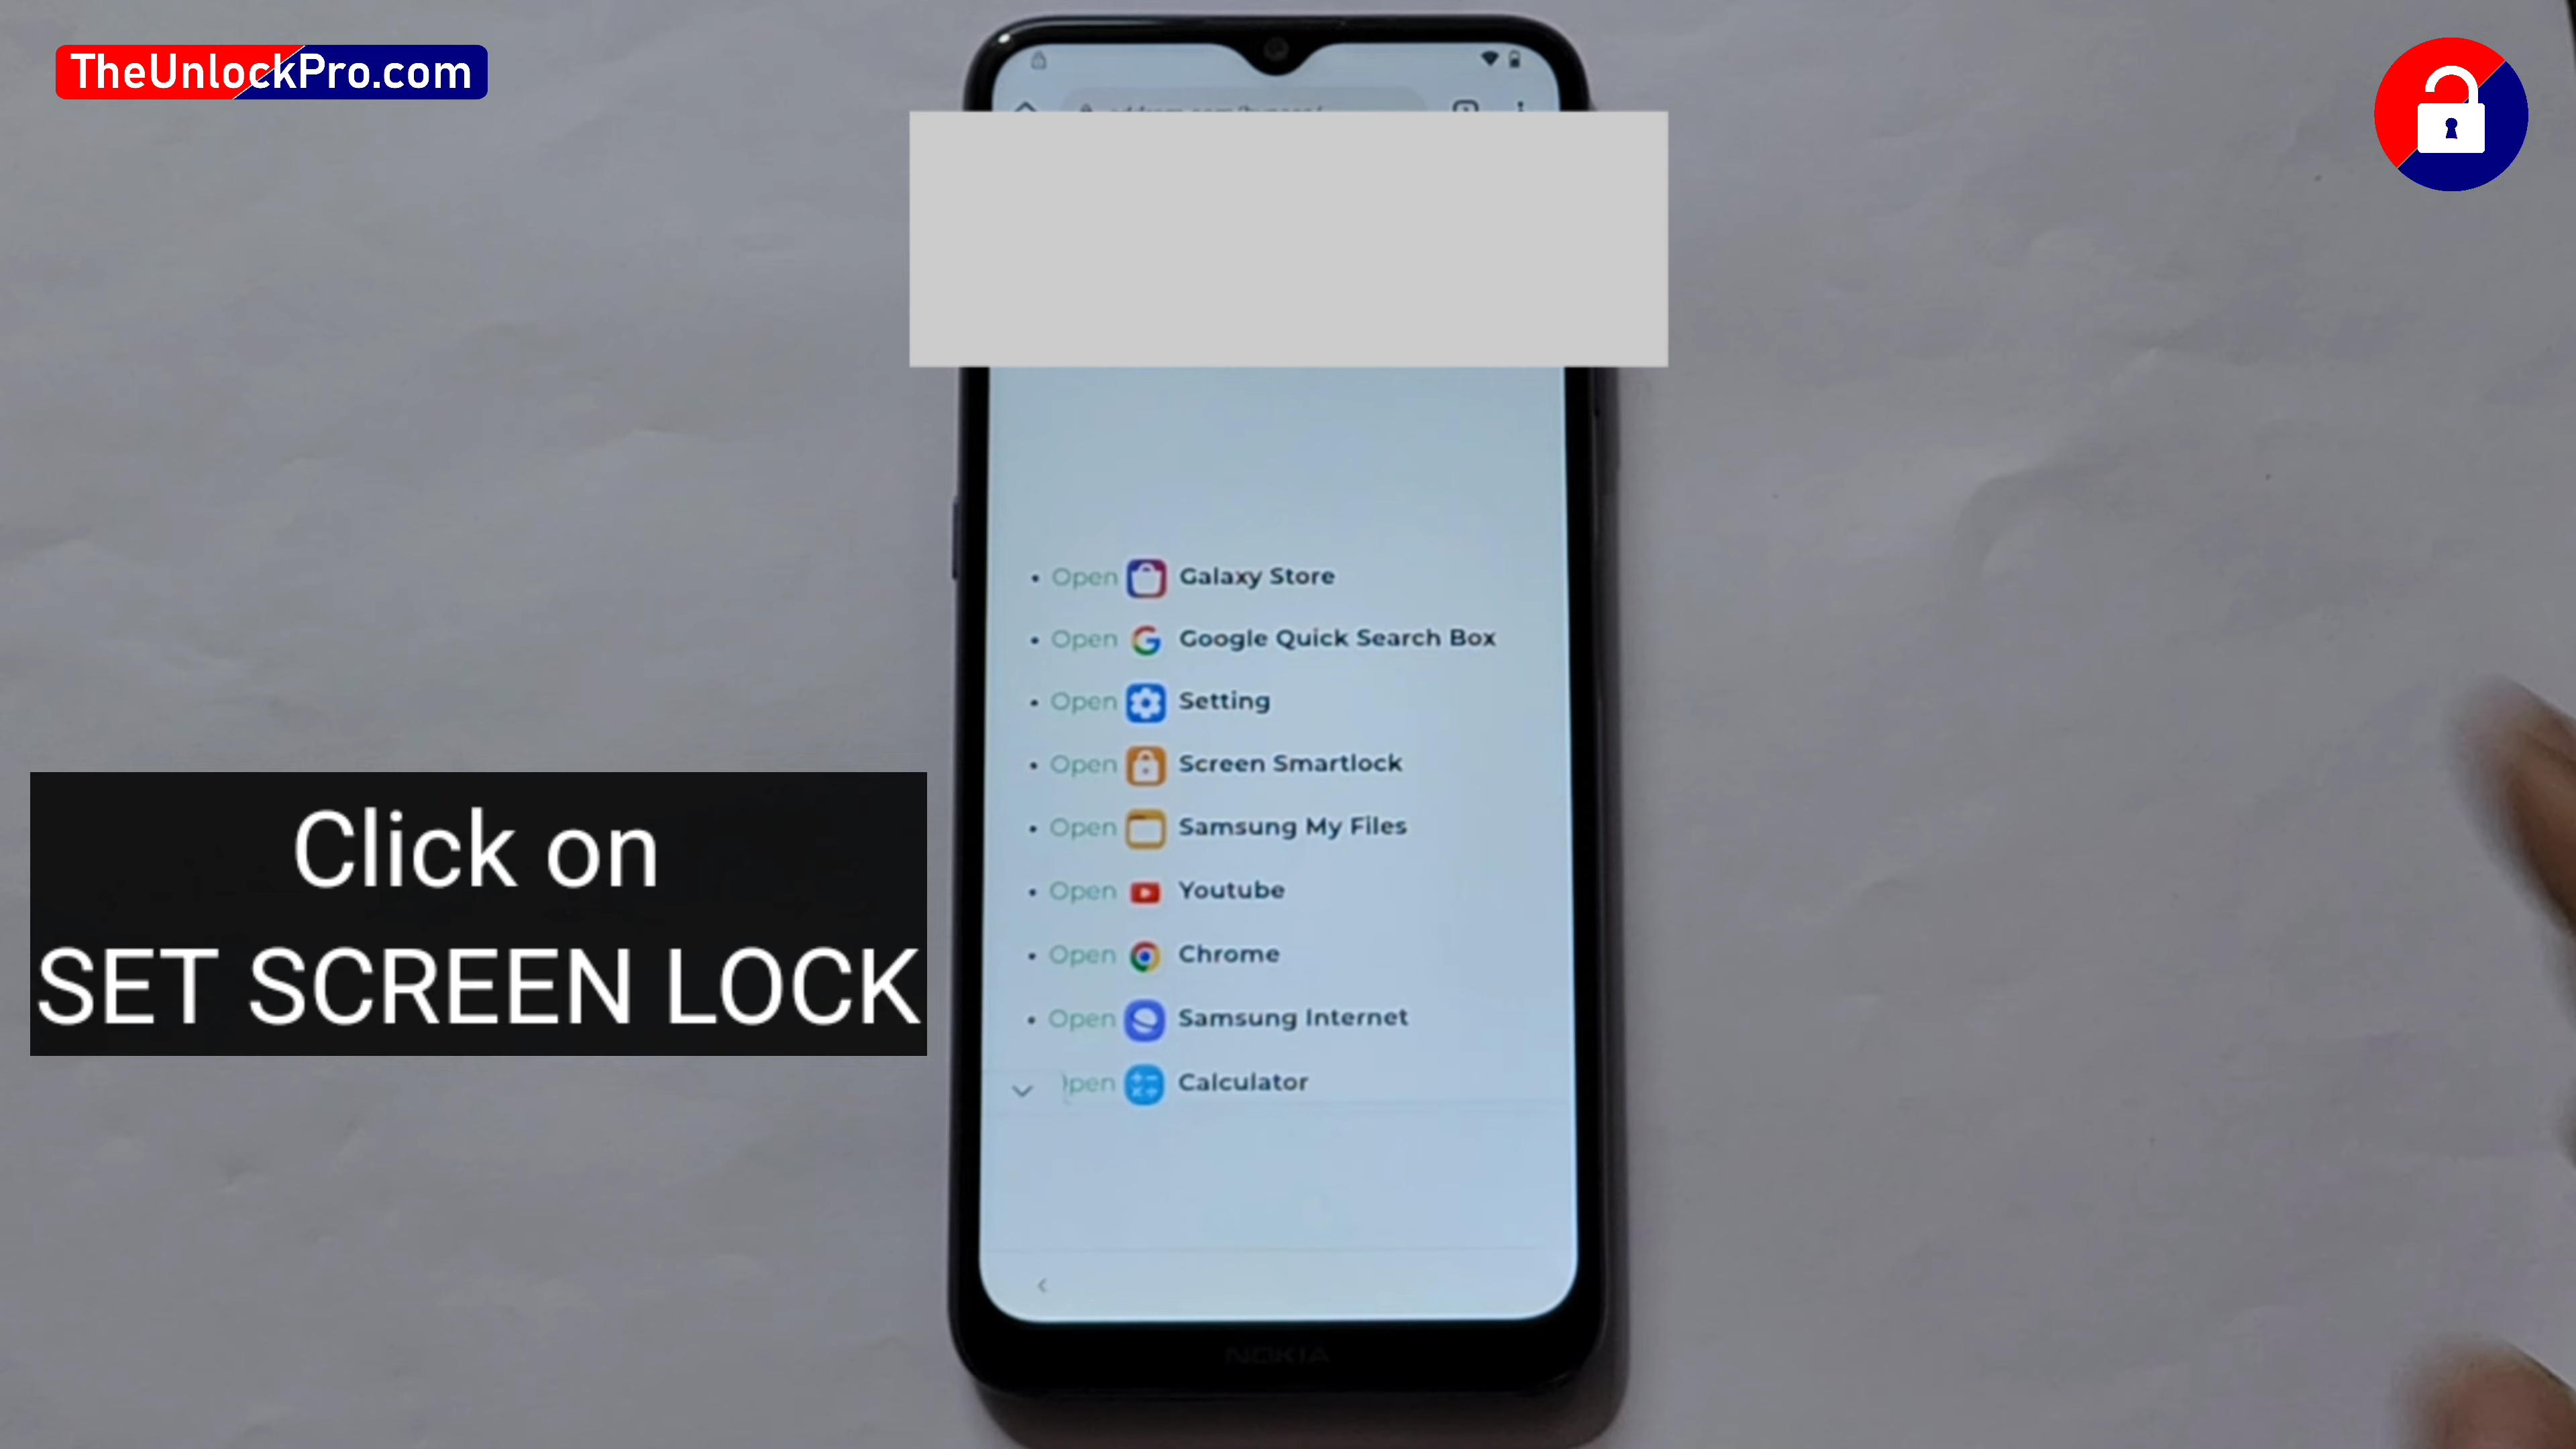 TheUnlockPro.com
• Open Galaxy Store
• Open Google Quick Search Box
• Open Setting
• Open Screen Smartlock
• Open Samsung My Files
• Open Youtube
• Open Chrome
• Open Samsung Internet
pen Calculator
Click on
SET SCREEN LOCK
NOKIA